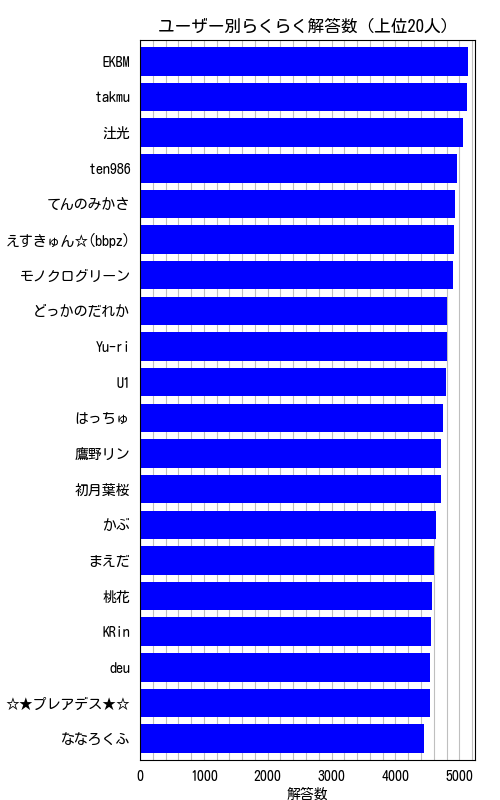 ユーザー別らくらく解答数（上位20人）
EKBM
takmu
汢光
ten986
てんのみかさ
えすきゅん☆(bbpz)
モノクログリーン
どっかのだれか
Yu-ri
U1
はっちゅ
鷹野リン
初月葉桜
かぶ
まえだ
桃花
KRin
deu
☆★プレアデス★☆
ななろくふ
0 1000 2000 3000 4000 5000
解答数